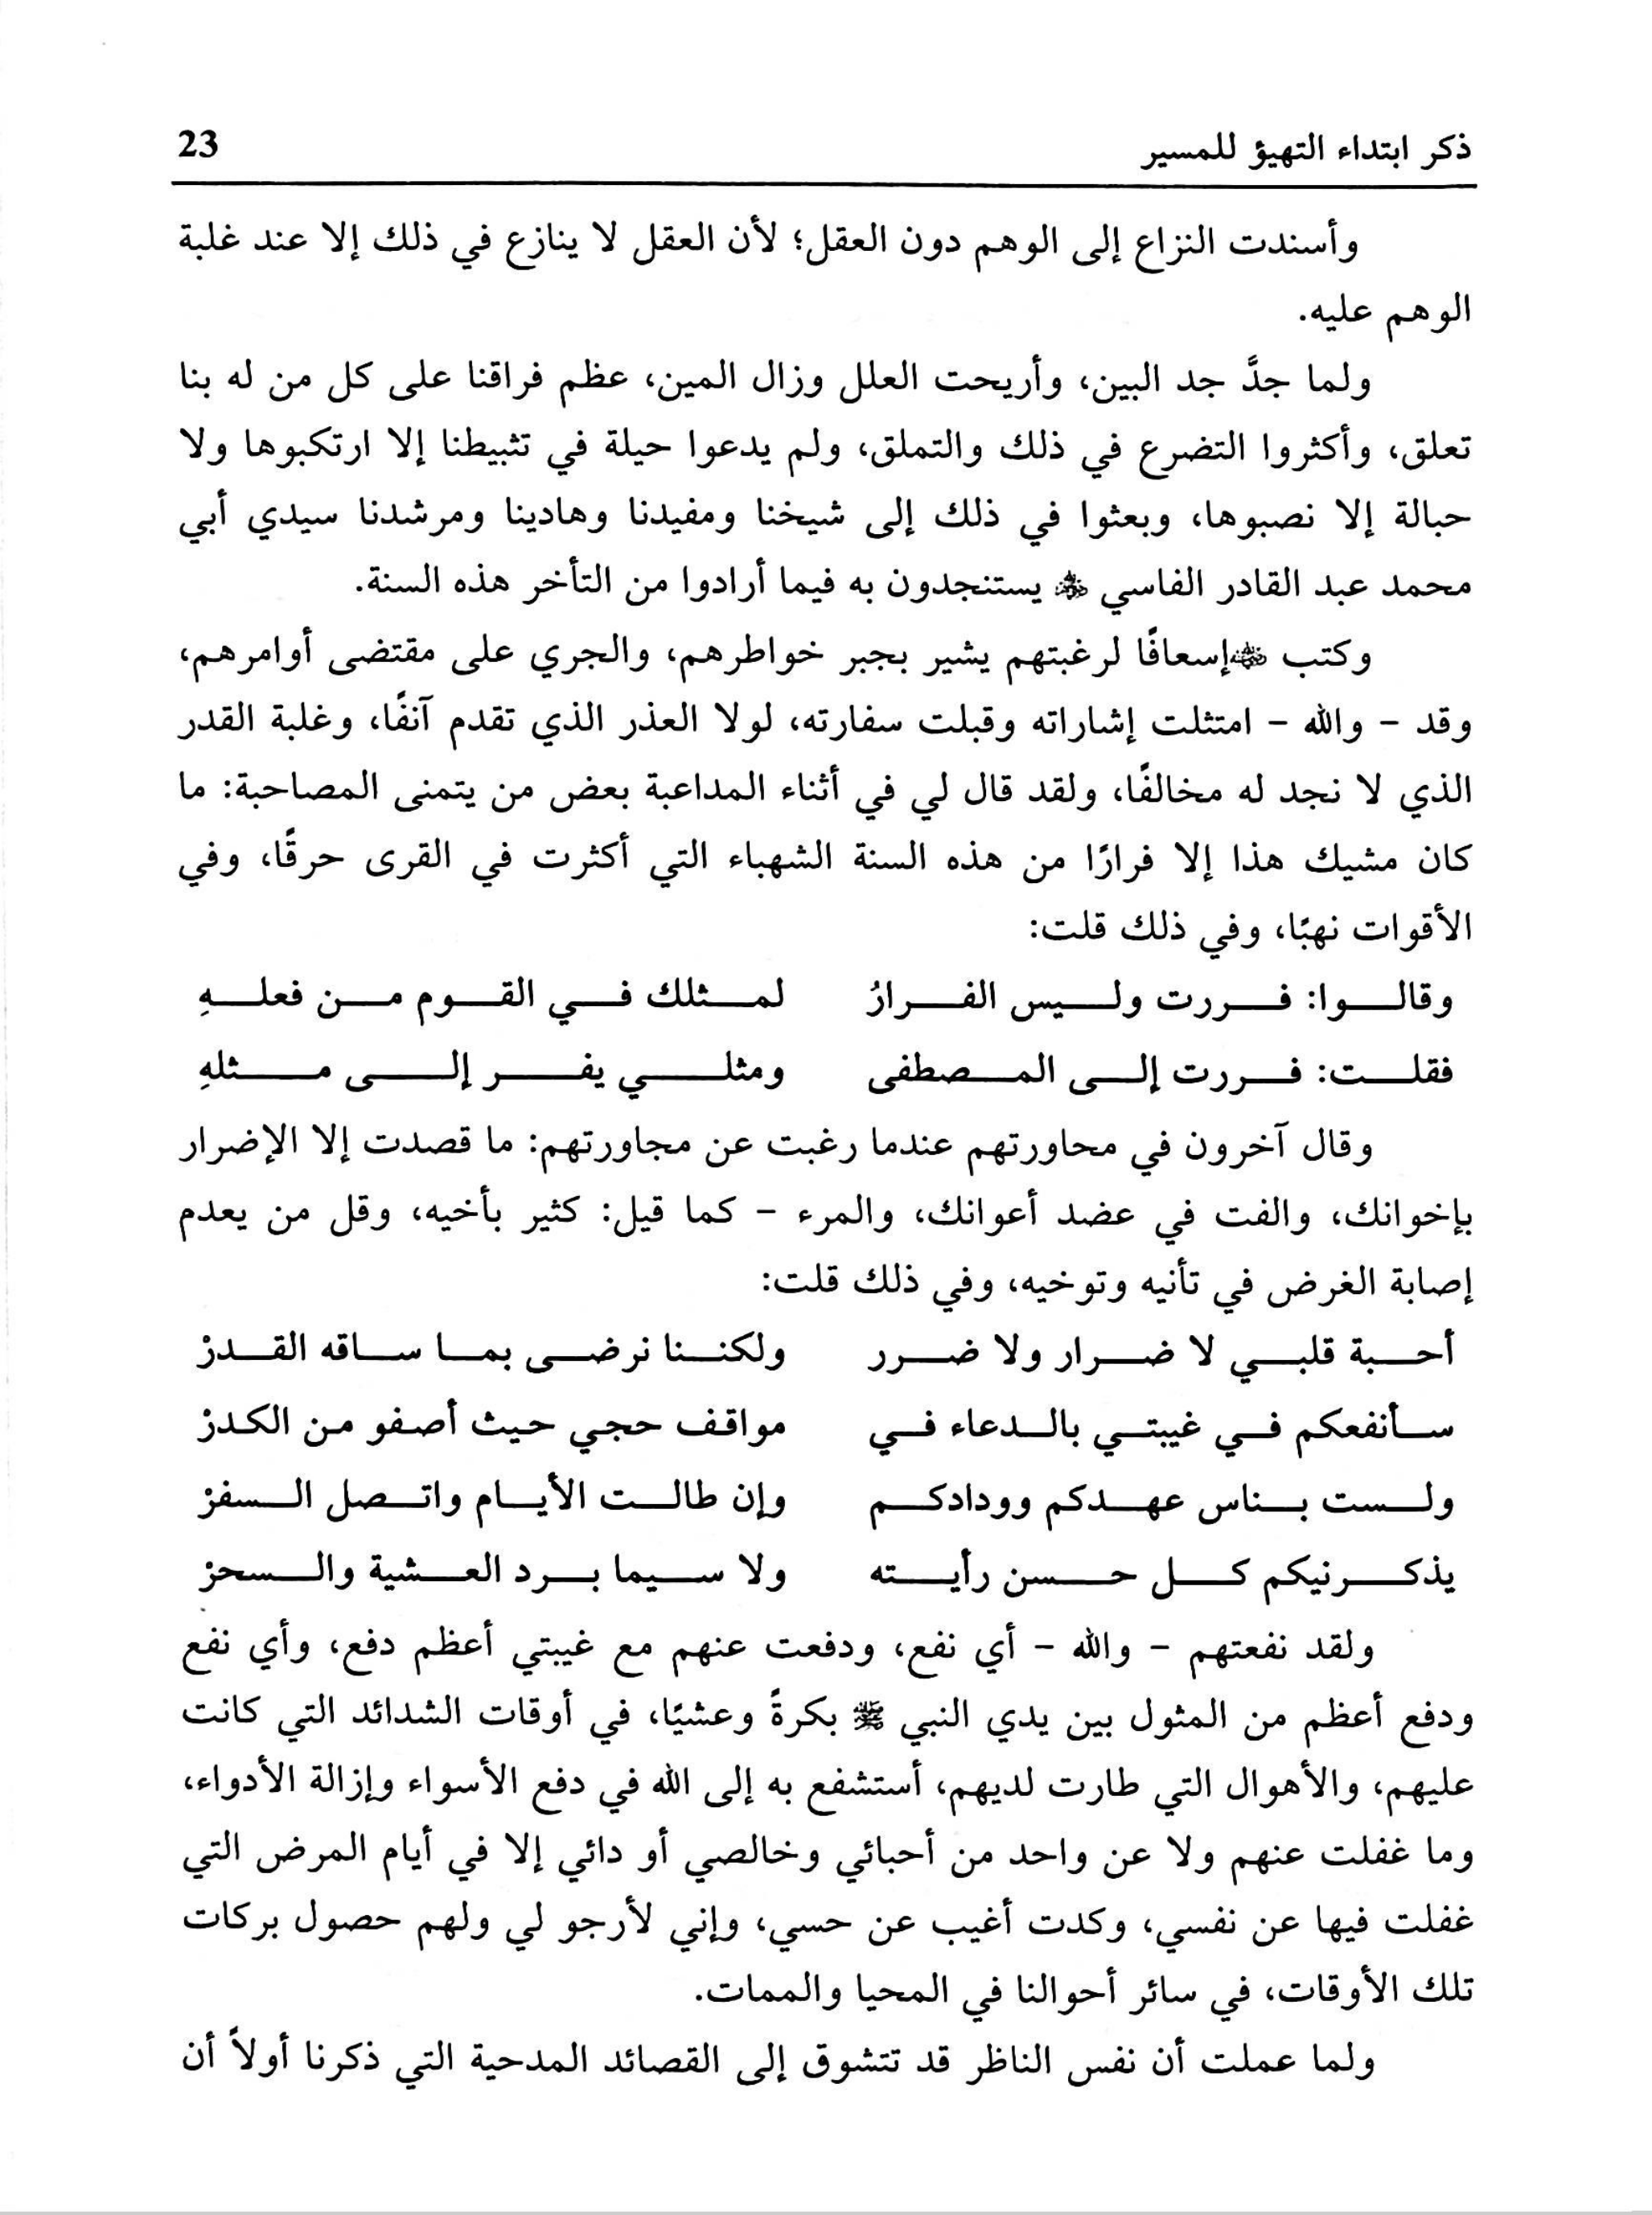 ذكر ابتداء التهيؤ للمسير 23
وأسندت النزاع إلى الوهم دون العقل؛ لأن العقل لا ينازع في ذلك إلا عند غلبة
الوهم عليه.
ولما جدَّ جد البين، وأريحت العلل وزال المين، عظم فراقنا على كل من له بنا
تعلق، وأكثروا التضرع في ذلك والتملق، ولم يدعوا حيلة في تثبيطنا إلا ارتكبوها ولا
حبالة إلا نصبوها، وبعثوا في ذلك إلى شيخنا ومفيدنا وهادينا ومرشدنا سيدي أبي
محمد عبد القادر الفاسي ﵁ يستنجدون به فيما أرادوا من التأخر هذه السنة.
وكتب ﵁إسعافًا لرغبتهم يشير بجبر خواطرهم، والجري على مقتضى أوامرهم،
وقد - والله - امتثلت إشاراته وقبلت سفارته، لولا العذر الذي تقدم آنفًا، وغلبة القدر
الذي لا نجد له مخالفًا، ولقد قال لي في أثناء المداعبة بعض من يتمنى المصاحبة: ما
كان مشيك هذا إلا فرارًا من هذه السنة الشهباء التي أكثرت في القرى حرقًا، وفي
الأقوات نهبًا، وفي ذلك قلت:
وقالوا: فررت وليس الفرارُ لمثلك في القوم من فعلهِ
فقلت: فررت إلى المصطفى ومثلي يفر إلى مثلهِ
وقال آخرون في محاورتهم عندما رغبت عن مجاورتهم: ما قصدت إلا الإضرار
بإخوانك، والفت في عضد أعوانك، والمرء - كما قيل: كثير بأخيه، وقل من يعدم
إصابة الغرض في تأنيه وتوخيه، وفي ذلك قلت:
أحبة قلبي لا ضرار ولا ضرر ولكننا نرضى بما ساقه القدرْ
سأنفعكم في غيبتي بالدعاء في مواقف حجي حيث أصفو من الكدرْ
ولست بناس عهدكم وودادكم وإن طالت الأيام واتصل السفرْ
يذكرنيكم كل حسن رأيته ولا سيما برد العشية والسحرْ
ولقد نفعتهم - والله - أي نفع، ودفعت عنهم مع غيبتي أعظم دفع، وأي نفع
ودفع أعظم من المثول بين يدي النبي ﷺ بكرةً وعشيًا، في أوقات الشدائد التي كانت
عليهم، والأهوال التي طارت لديهم، أستشفع به إلى الله في دفع الأسواء وإزالة الأدواء،
وما غفلت عنهم ولا عن واحد من أحبائي وخالصي أو دائي إلا في أيام المرض التي
غفلت فيها عن نفسي، وكدت أغيب عن حسي، وإني لأرجو لي ولهم حصول بركات
تلك الأوقات، في سائر أحوالنا في المحيا والممات.
ولما عملت أن نفس الناظر قد تتشوق إلى القصائد المدحية التي ذكرنا أولاً أن